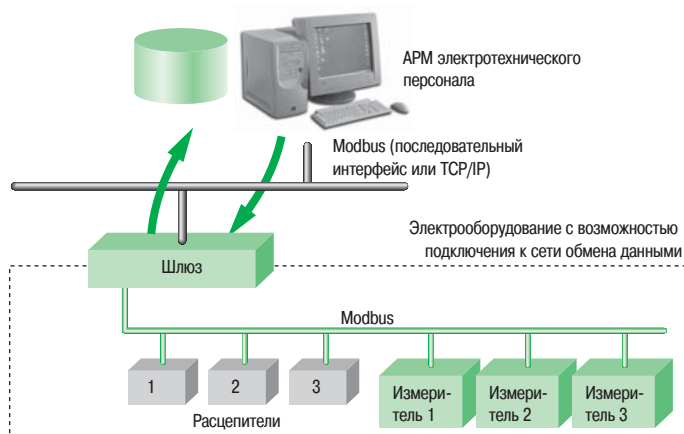 АРМ электротехнического
персонала
Modbus (последовательный
интерфейс или TCP/IP)
Электрооборудование с возможностью
подключения к сети обмена данными
Шлюз
Modbus
1
2
3
Расцепители
Измери-
тель 1
Измери-
тель 2
Измери-
тель 3